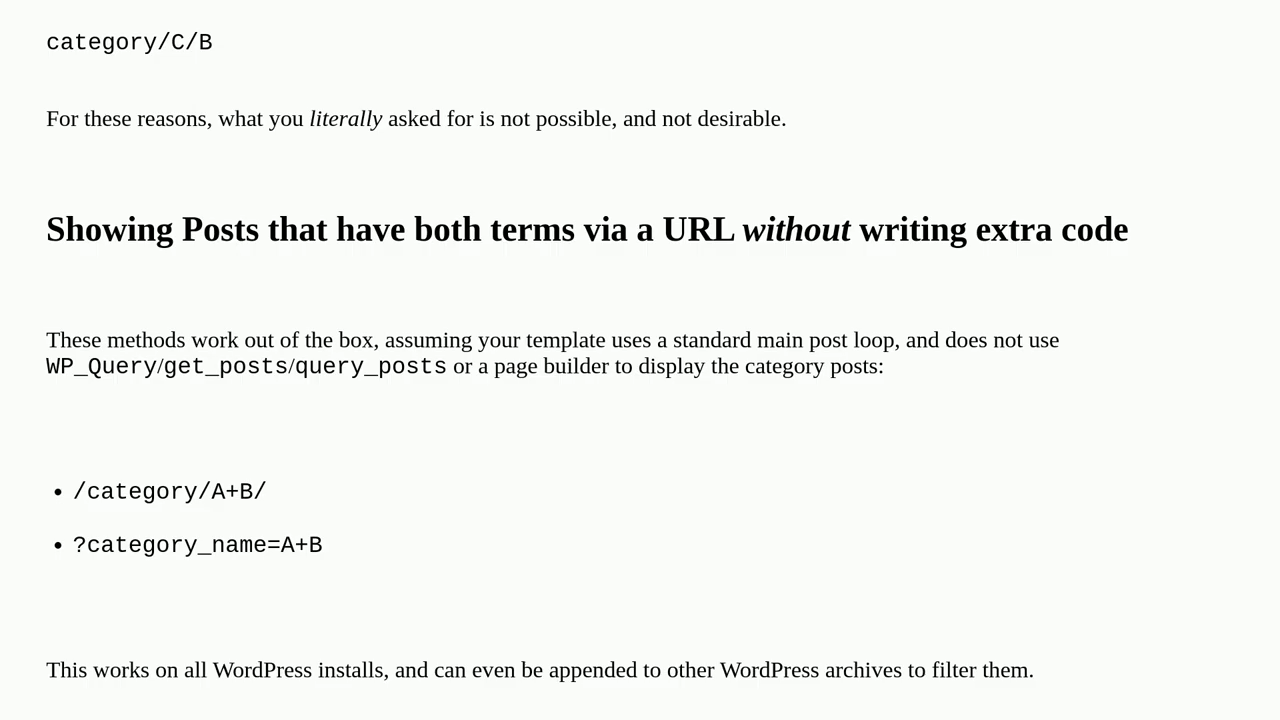 category/C/B
For these reasons, what you literally asked for is not possible, and not desirable.
Showing Posts that have both terms via a URL without writing extra code
These methods work out of the box, assuming your template uses a standard main post loop, and does not use
WP_Query/get_posts/query_posts or a page builder to display the category posts:
• /category/A+B/
• ?category_name=A+B
This works on all WordPress installs, and can even be appended to other WordPress archives to filter them.